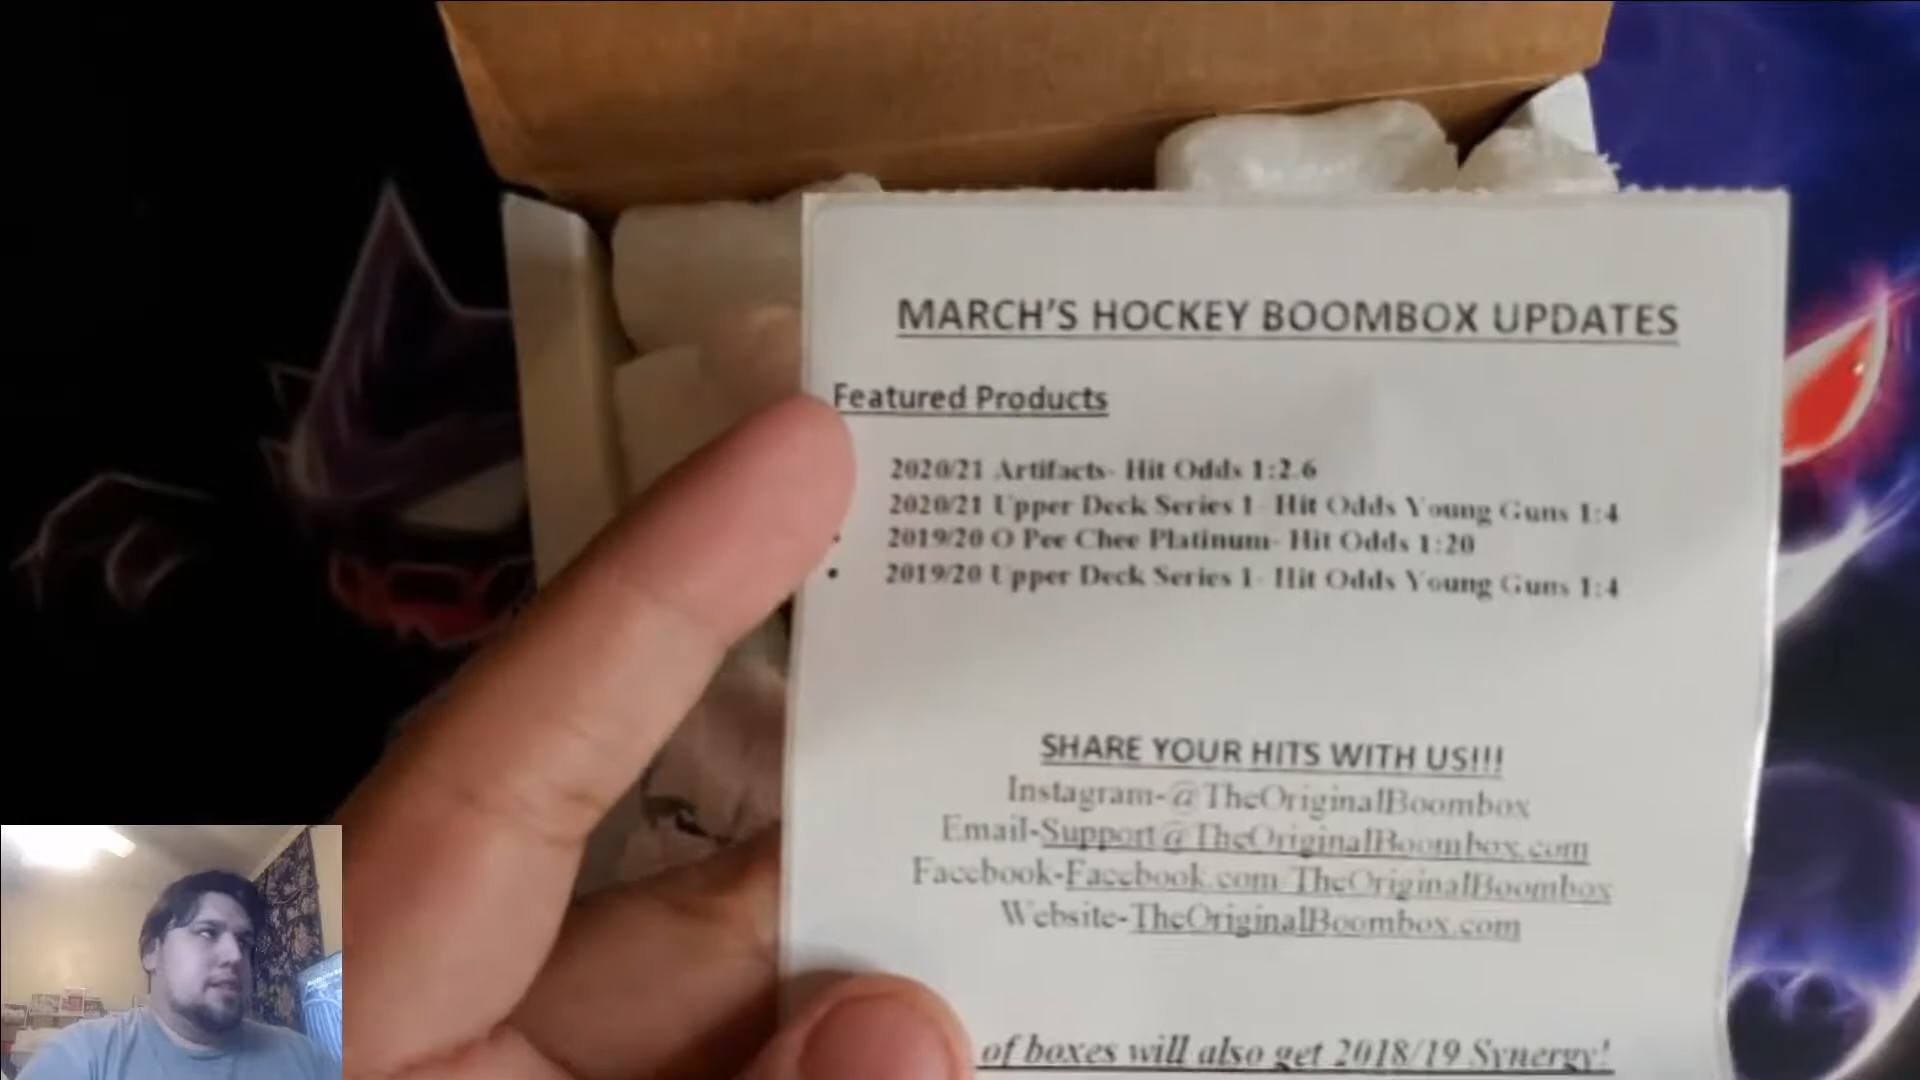 MARCH'S HOCKEY BOOMBOX UPDATES
Featured Products
2020/21 Artifacts- Hit Odds 1:2.6
2020/21 Upper Deck Series 1- Hit Odds Young Guns 1:4
• 2019/20 O Pee Chee Platinum- Hit Odds 1:20
• 2019/20 Upper Deck Series 1- Hit Odds Young Guns 1:4
SHARE YOUR HITS WITH US!!!
Instagram-@TheOriginalBoombox
Email-Support@TheOriginalBoombox.com
Facebook-Facebook.com/TheOriginalBoombox
Website-TheOriginalBoombox.com
of boxes will also get 2018/19 Synergy!